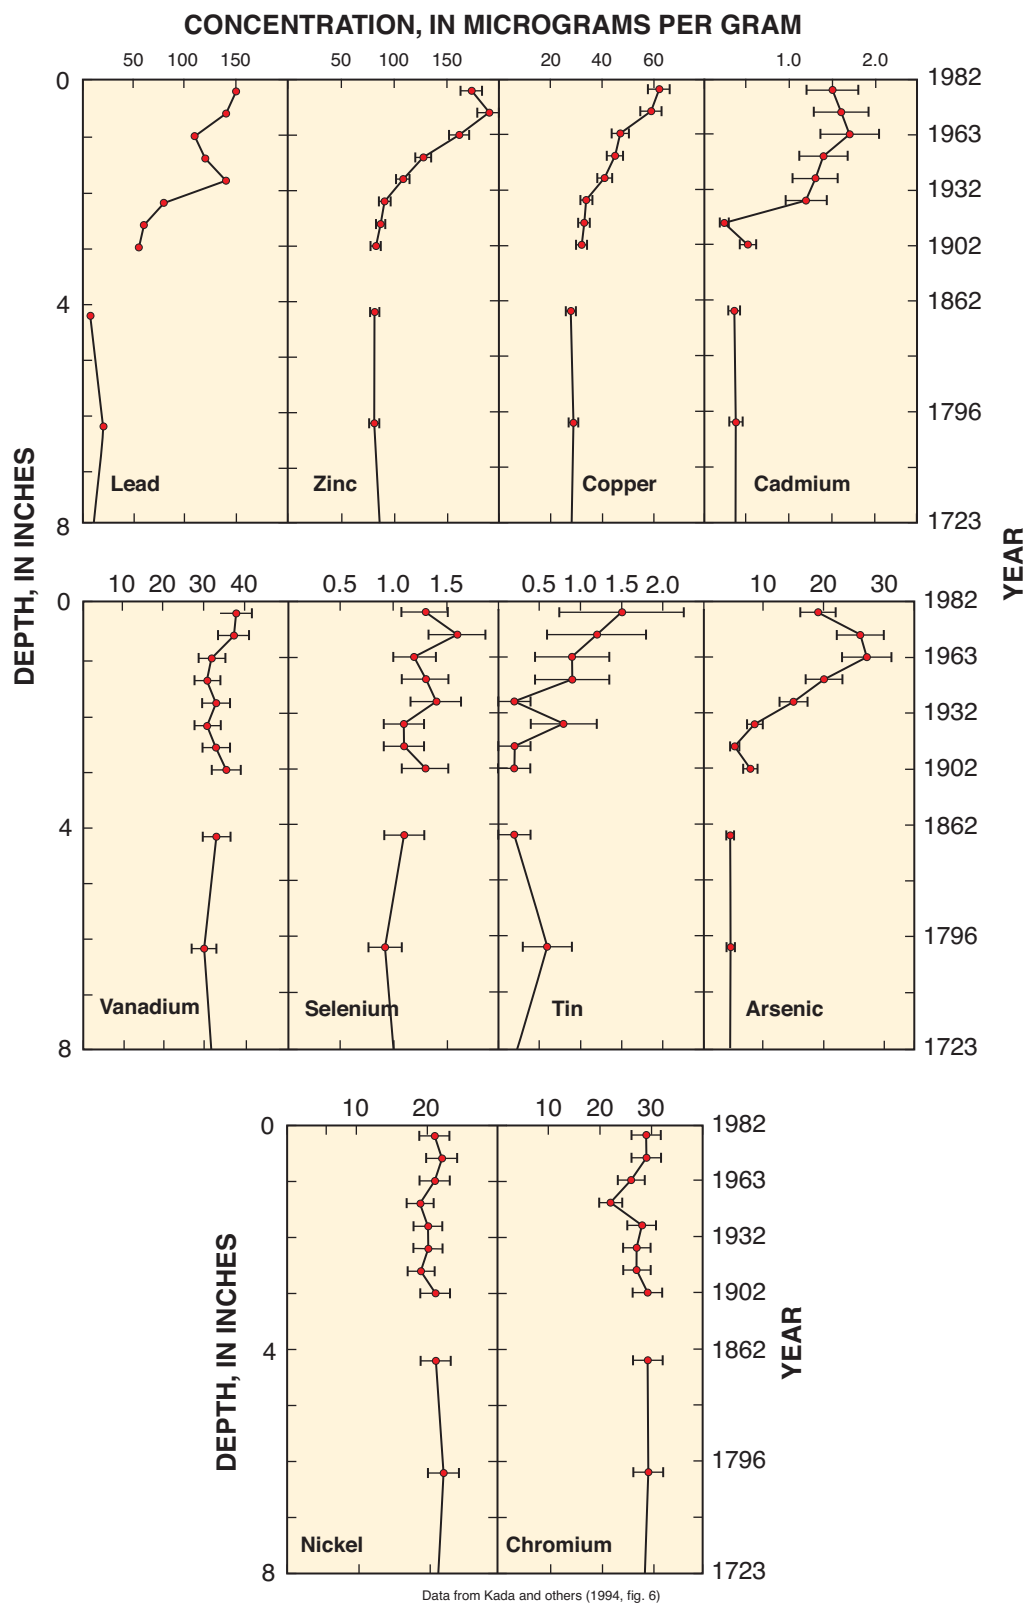 CONCENTRATION, IN MICROGRAMS PER GRAM
50 100 150 50 100 150 20 40 60 1.0 2.0
0 1982
1963
1932
1902
4 1862
1796
Lead Zinc Copper Cadmium
8 1723
DEPTH, IN INCHES
YEAR
10 20 30 40 0.5 1.0 1.5 0.5 1.0 1.5 2.0 10 20 30
0 1982
1963
1932
1902
4 1862
1796
Vanadium Selenium Tin Arsenic
8 1723
10 20 10 20 30
0 1982
1963
1932
1902
4 1862
1796
DEPTH, IN INCHES
YEAR
Nickel Chromium
8 1723
Data from Kada and others (1994, fig. 6)